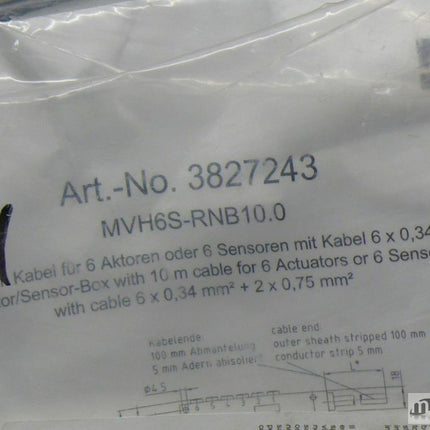 Art.-No. 3827243
MVH6S-RNB10.0
Kabel für 6 Aktoren oder 6 Sensoren mit Kabel 6 x 0,34
or/Sensor-Box with 10 m cable for 6 Actuators or 6 Senso
with cable 6 x 0,34 mm² + 2 x 0,75 mm²
Kabelende: cable end:
100 mm Abmantelung outer sheath stripped 100 mm
5 mm Adern abisoliert conductor strip 5 mm
ø4.5 L*